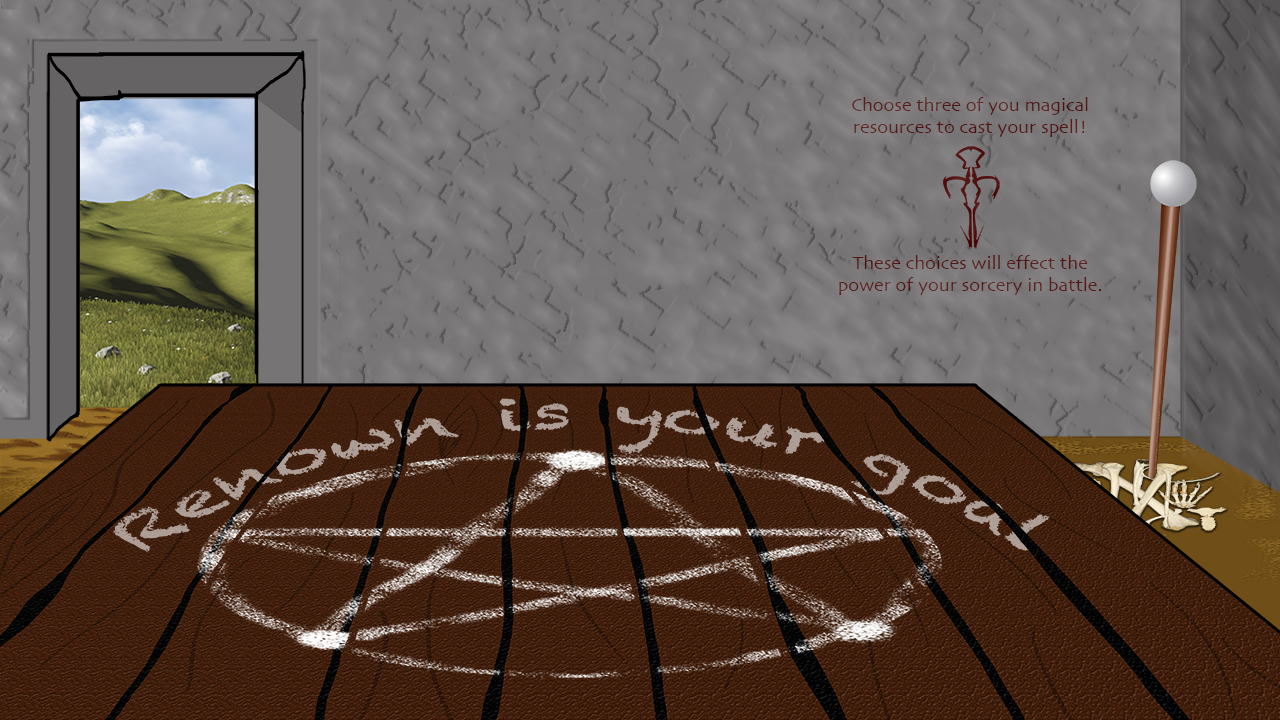 Choose three of you magical
resources to cast your spell!
These choices will effect the
power of your sorcery in battle.
Renown is your goal